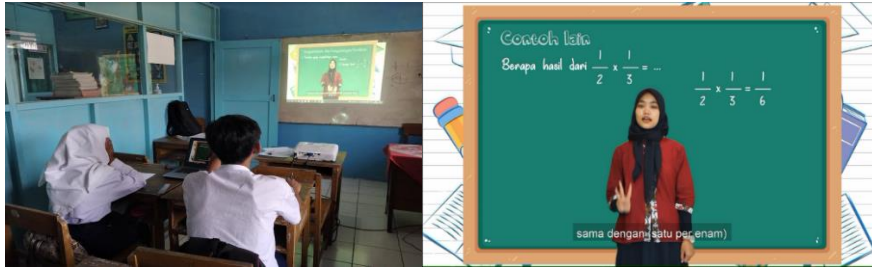 Contoh lain
Berapa hasil dari 1/2 x 1/3 = ...
1/2 x 1/3 = 1/6
sama dengan (satu per enam)